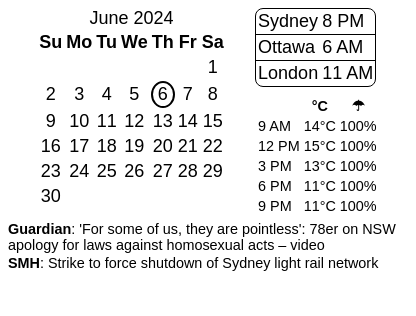 June 2024
Su Mo Tu We Th Fr Sa
1
2 3 4 5 6 7 8
9 10 11 12 13 14 15
16 17 18 19 20 21 22
23 24 25 26 27 28 29
30
Sydney 8 PM
Ottawa 6 AM
London 11 AM
°C ☂
9 AM 14°C 100%
12 PM 15°C 100%
3 PM 13°C 100%
6 PM 11°C 100%
9 PM 11°C 100%
Guardian: 'For some of us, they are pointless': 78er on NSW
apology for laws against homosexual acts – video
SMH: Strike to force shutdown of Sydney light rail network